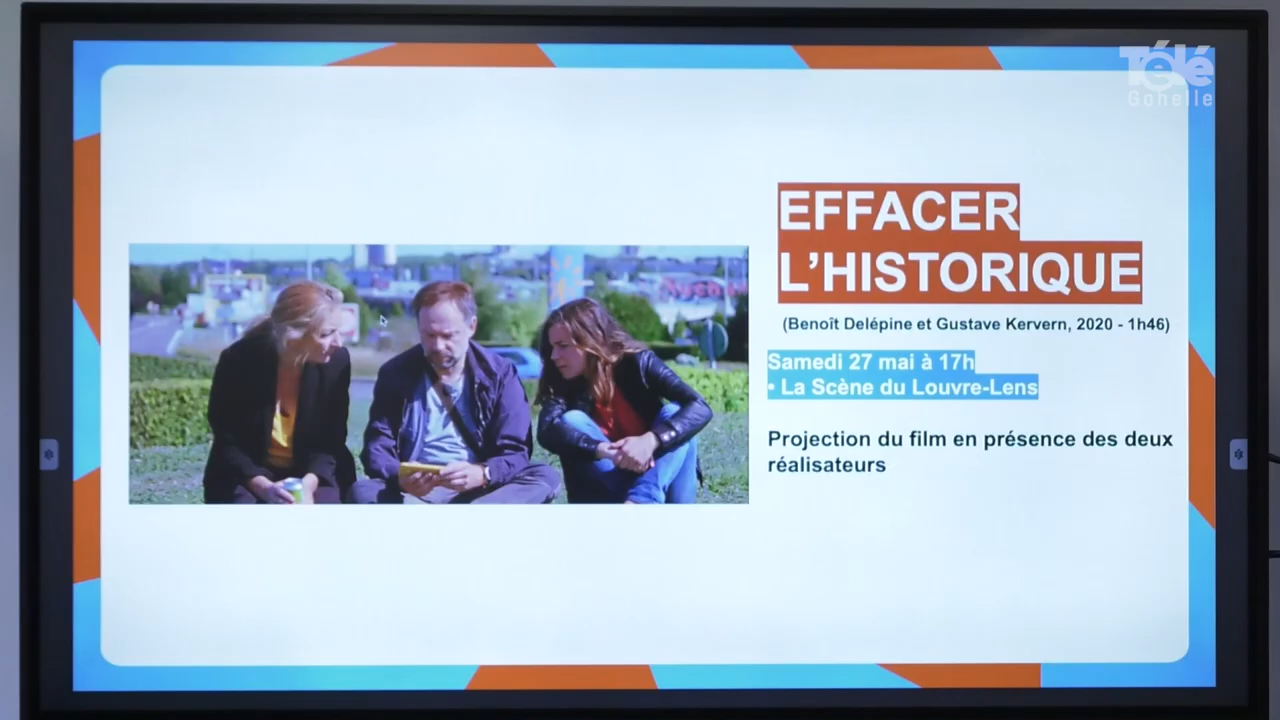 Télé
Gohelle
EFFACER
L'HISTORIQUE
(Benoît Delépine et Gustave Kervern, 2020 - 1h46)
Samedi 27 mai à 17h
• La Scène du Louvre-Lens
Projection du film en présence des deux
réalisateurs